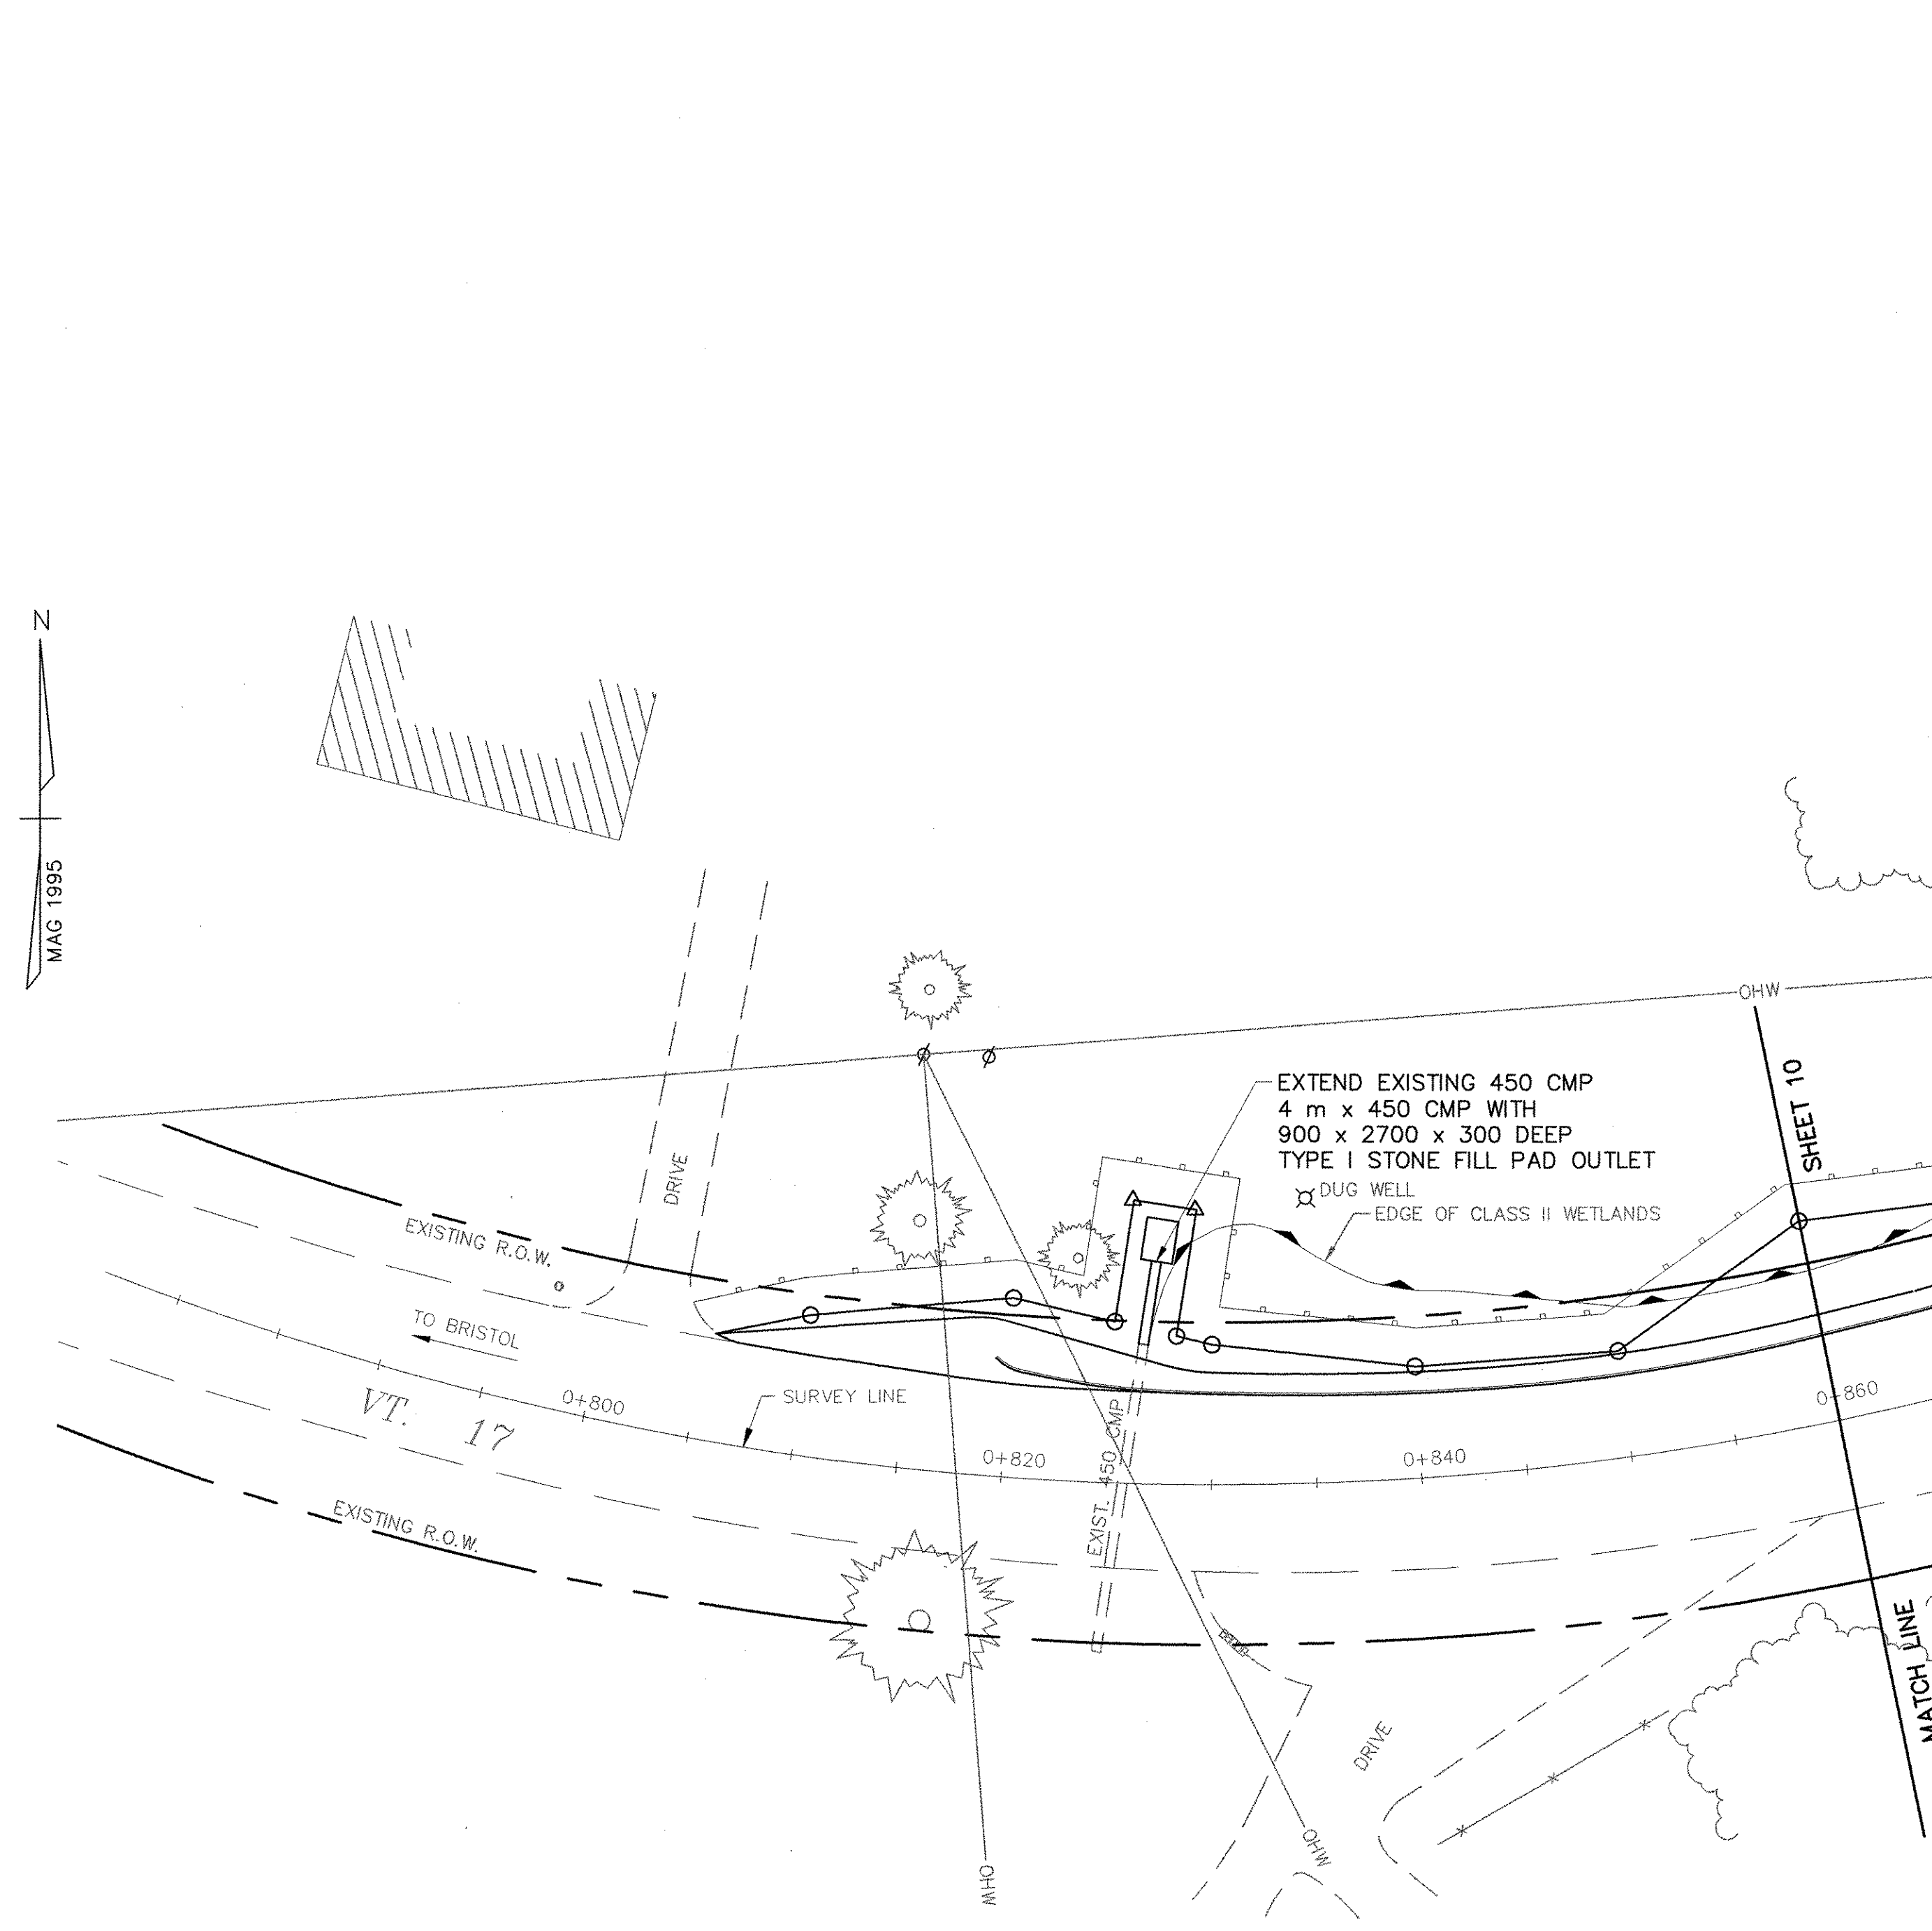 N
MAG 1995
OHW
SHEET 10
EXTEND EXISTING 450 CMP
4 m x 450 CMP WITH
900 x 2700 x 300 DEEP
TYPE I STONE FILL PAD OUTLET
DUG WELL
EDGE OF CLASS II WETLANDS
DRIVE
EXISTING R.O.W.
TO BRISTOL
VT. 17
0+800
SURVEY LINE
0+820
0+840
0+860
EXIST. 450 CMP
EXISTING R.O.W.
MATCH LINE
DRIVE
OHW
OHW